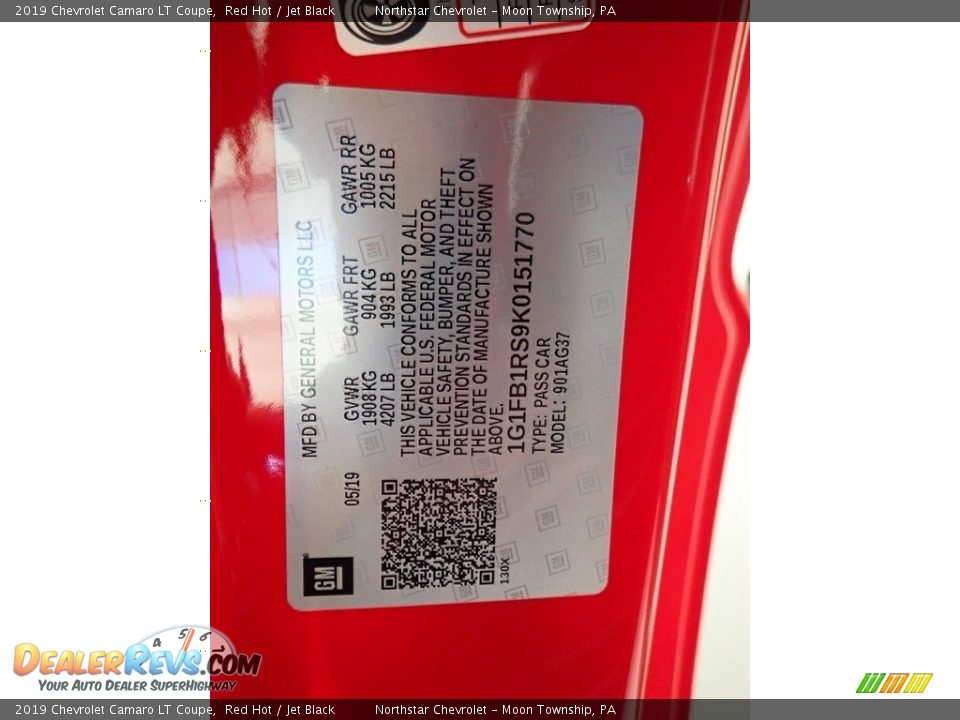 2019 Chevrolet Camaro LT Coupe,  Red Hot / Jet Black          Northstar Chevrolet - Moon Township, PA
MFD BY GENERAL MOTORS LLC
GM
05/19
GVWR GAWR FRT GAWR RR
1908 KG 904 KG 1005 KG
4207 LB 1993 LB 2215 LB
THIS VEHICLE CONFORMS TO ALL
APPLICABLE U.S. FEDERAL MOTOR
VEHICLE SAFETY, BUMPER, AND THEFT
PREVENTION STANDARDS IN EFFECT ON
THE DATE OF MANUFACTURE SHOWN
ABOVE.
1G1FB1RS9K0151770
TYPE: PASS CAR
MODEL: 901AG37
130X
4 5 6
DEALERREVS.COM
YOUR AUTO DEALER SUPERHIGHWAY
2019 Chevrolet Camaro LT Coupe,  Red Hot / Jet Black          Northstar Chevrolet - Moon Township, PA